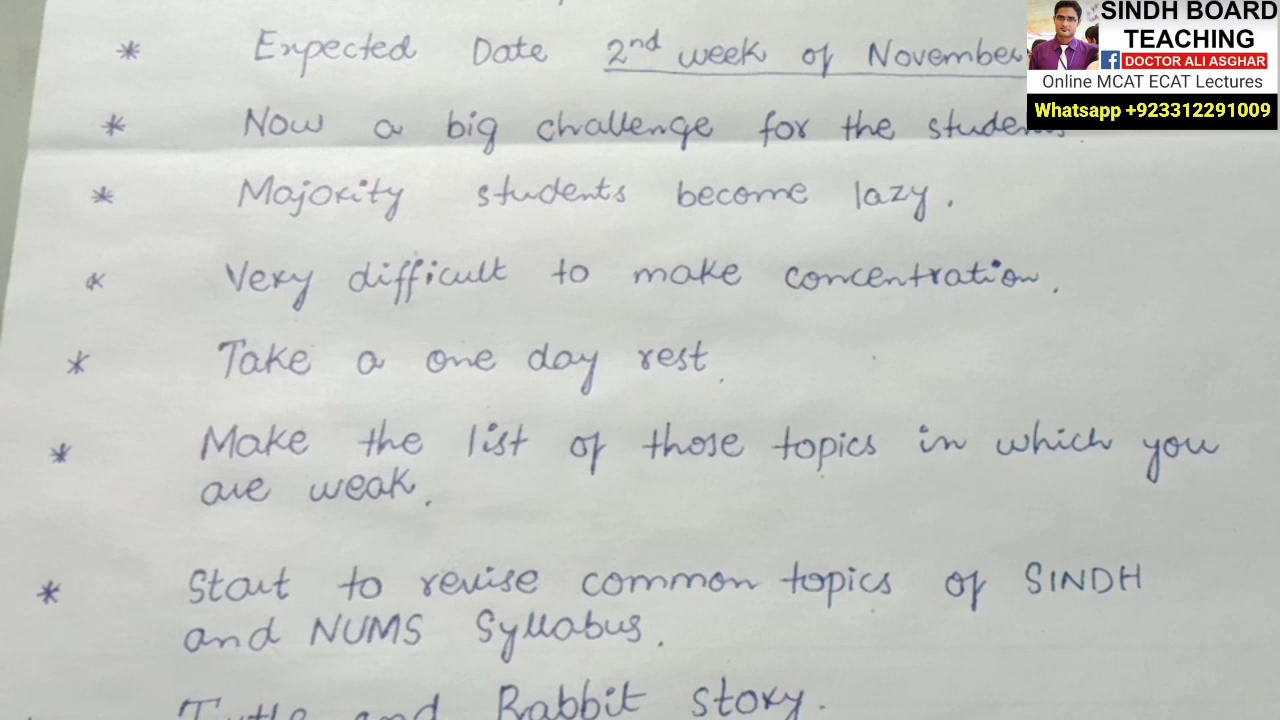 * Expected Date 2nd week of November
* Now a big challenge for the students.
* Majority students become lazy.
* Very difficult to make concentration.
* Take a one day rest.
* Make the list of those topics in which you
are weak.
* Start to revise common topics of SINDH
and NUMS Syllabus.
Turtle and Rabbit story.
SINDH BOARD
TEACHING
f DOCTOR ALI ASGHAR
Online MCAT ECAT Lectures
Whatsapp +923312291009